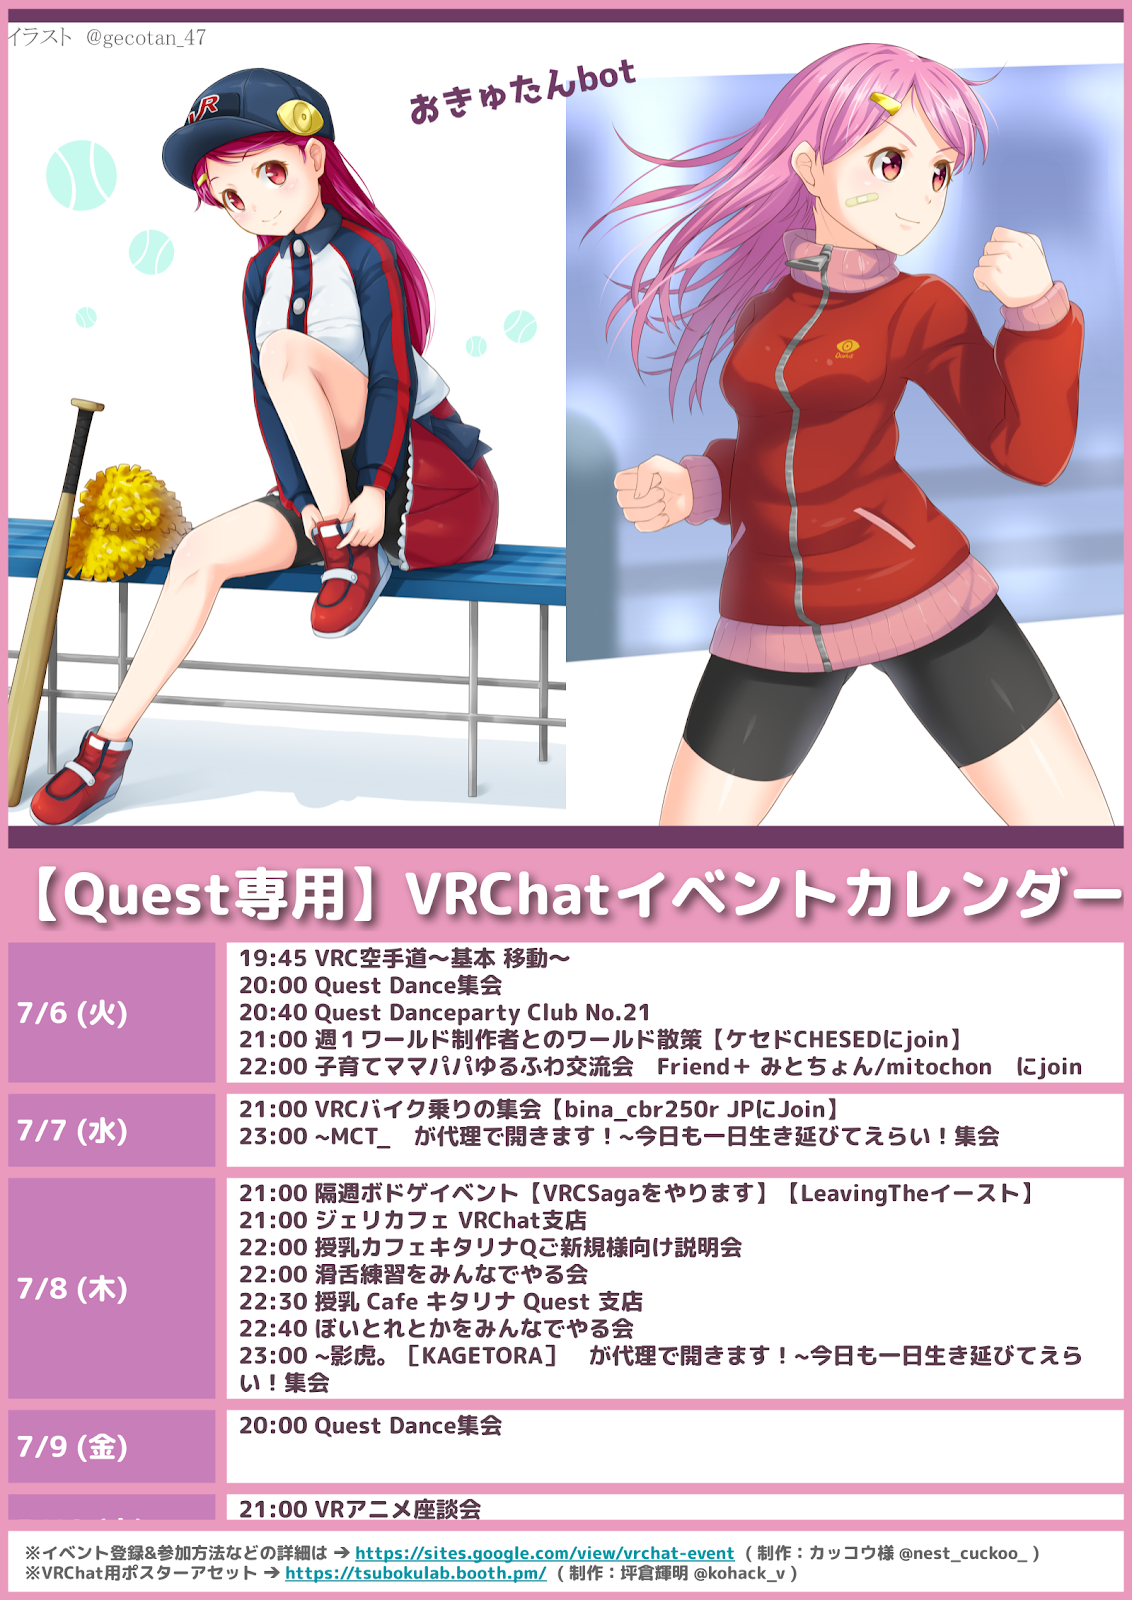 イラスト @gecotan_47
おきゅたんbot
VR
Quest
【Quest専用】VRChatイベントカレンダー
7/6 (火)
19:45 VRC空手道～基本 移動～
20:00 Quest Dance集会
20:40 Quest Danceparty Club No.21
21:00 週１ワールド制作者とのワールド散策【ケセドCHESEDにjoin】
22:00 子育てママパパゆるふわ交流会　Friend＋ みとちょん/mitochon　にjoin
7/7 (水)
21:00 VRCバイク乗りの集会【bina_cbr250r JPにJoin】
23:00 ~MCT_　が代理で開きます！~今日も一日生き延びてえらい！集会
7/8 (木)
21:00 隔週ボドゲイベント【VRCSagaをやります】【LeavingTheイースト】
21:00 ジェリカフェ VRChat支店
22:00 授乳カフェキタリナQご新規様向け説明会
22:00 滑舌練習をみんなでやる会
22:30 授乳 Cafe キタリナ Quest 支店
22:40 ぼいとれとかをみんなでやる会
23:00 ~影虎。［KAGETORA］　が代理で開きます！~今日も一日生き延びてえら
い！集会
7/9 (金)
20:00 Quest Dance集会
21:00 VRアニメ座談会
※イベント登録&参加方法などの詳細は ➔ https://sites.google.com/view/vrchat-event （制作：カッコウ様 @nest_cuckoo_ ）
※VRChat用ポスターアセット ➔ https://tsubokulab.booth.pm/ （制作：坪倉輝明 @kohack_v ）